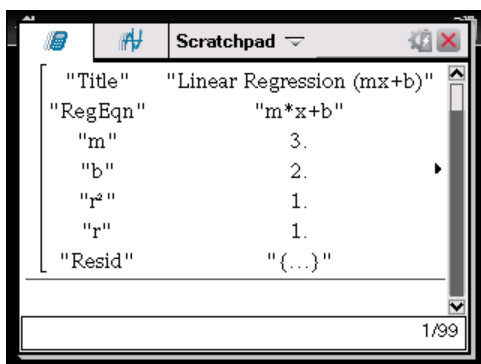 Scratchpad
"Title" "Linear Regression (mx+b)"
"RegEqn" "m*x+b"
"m" 3.
"b" 2.
"r²" 1.
"r" 1.
"Resid" "{...}"
1/99